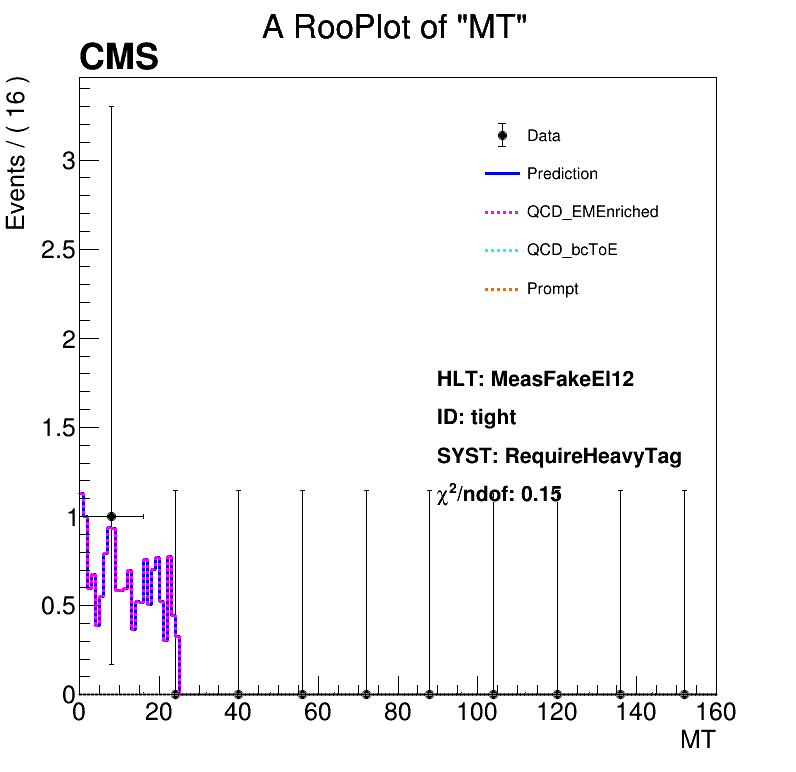 A RooPlot of "MT"
CMS
Events / ( 16 )
3
2.5
2
1.5
1
0.5
0
Data
Prediction
QCD_EMEnriched
QCD_bcToE
Prompt
HLT: MeasFakeEl12
ID: tight
SYST: RequireHeavyTag
χ²/ndof: 0.15
0 20 40 60 80 100 120 140 160
MT